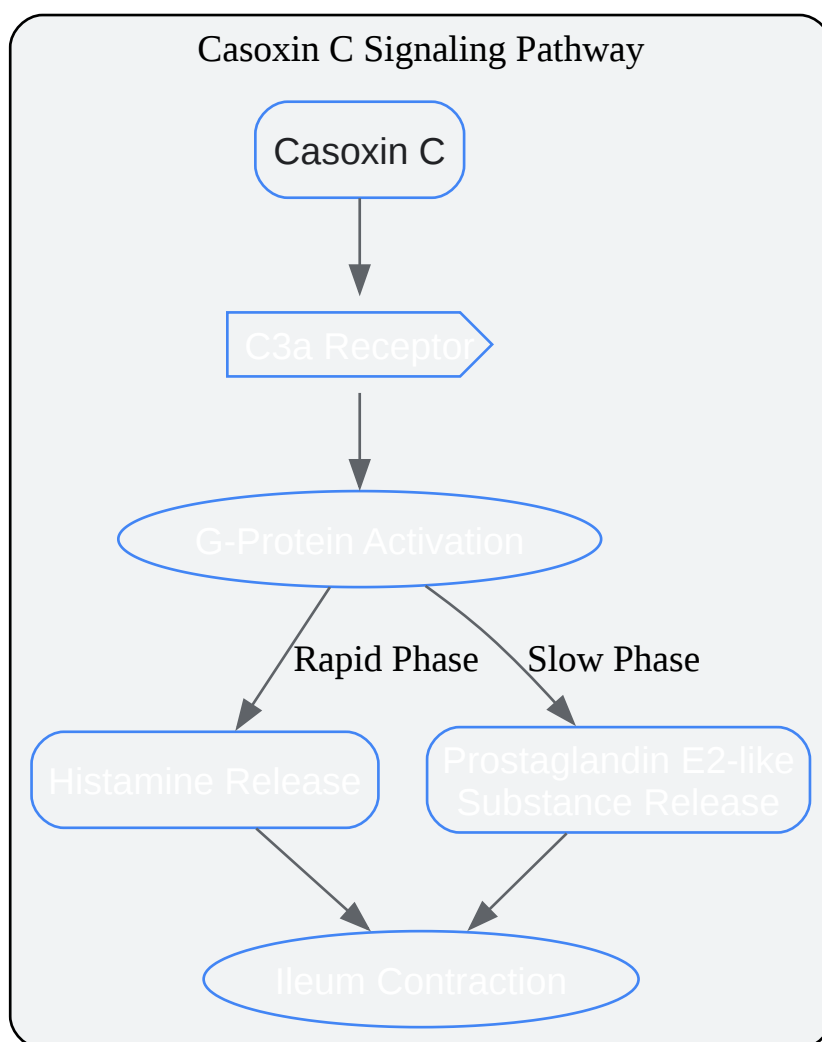 Casoxin C Signaling Pathway
Casoxin C
C3a Receptor
G-Protein Activation
Rapid Phase
Slow Phase
Histamine Release
Prostaglandin E2-like
Substance Release
Ileum Contraction